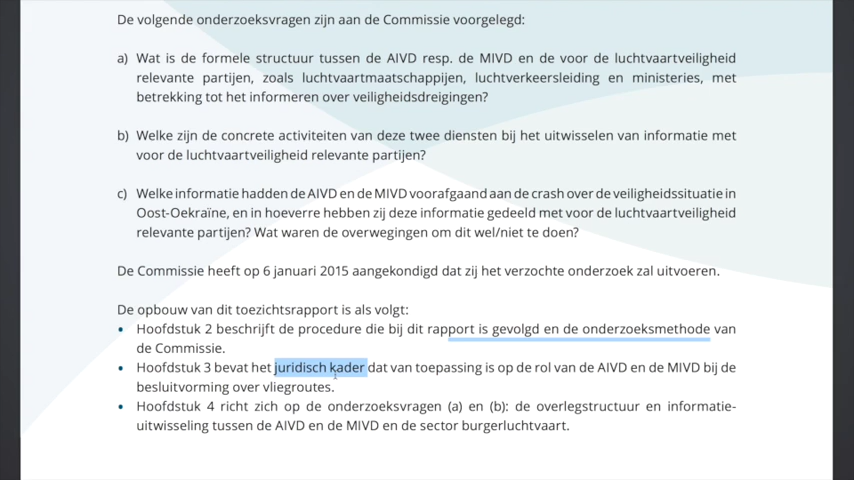 De volgende onderzoeksvragen zijn aan de Commissie voorgelegd:
a) Wat is de formele structuur tussen de AIVD resp. de MIVD en de voor de luchtvaartveiligheid
relevante partijen, zoals luchtvaartmaatschappijen, luchtverkeersleiding en ministeries, met
betrekking tot het informeren over veiligheidsdreigingen?
b) Welke zijn de concrete activiteiten van deze twee diensten bij het uitwisselen van informatie met
voor de luchtvaartveiligheid relevante partijen?
c) Welke informatie hadden de AIVD en de MIVD voorafgaand aan de crash over de veiligheidssituatie in
Oost-Oekraïne, en in hoeverre hebben zij deze informatie gedeeld met voor de luchtvaartveiligheid
relevante partijen? Wat waren de overwegingen om dit wel/niet te doen?
De Commissie heeft op 6 januari 2015 aangekondigd dat zij het verzochte onderzoek zal uitvoeren.
De opbouw van dit toezichtsrapport is als volgt:
• Hoofdstuk 2 beschrijft de procedure die bij dit rapport is gevolgd en de onderzoeksmethode van
de Commissie.
• Hoofdstuk 3 bevat het juridisch kader dat van toepassing is op de rol van de AIVD en de MIVD bij de
besluitvorming over vliegroutes.
• Hoofdstuk 4 richt zich op de onderzoeksvragen (a) en (b): de overlegstructuur en informatie-
uitwisseling tussen de AIVD en de MIVD en de sector burgerluchtvaart.